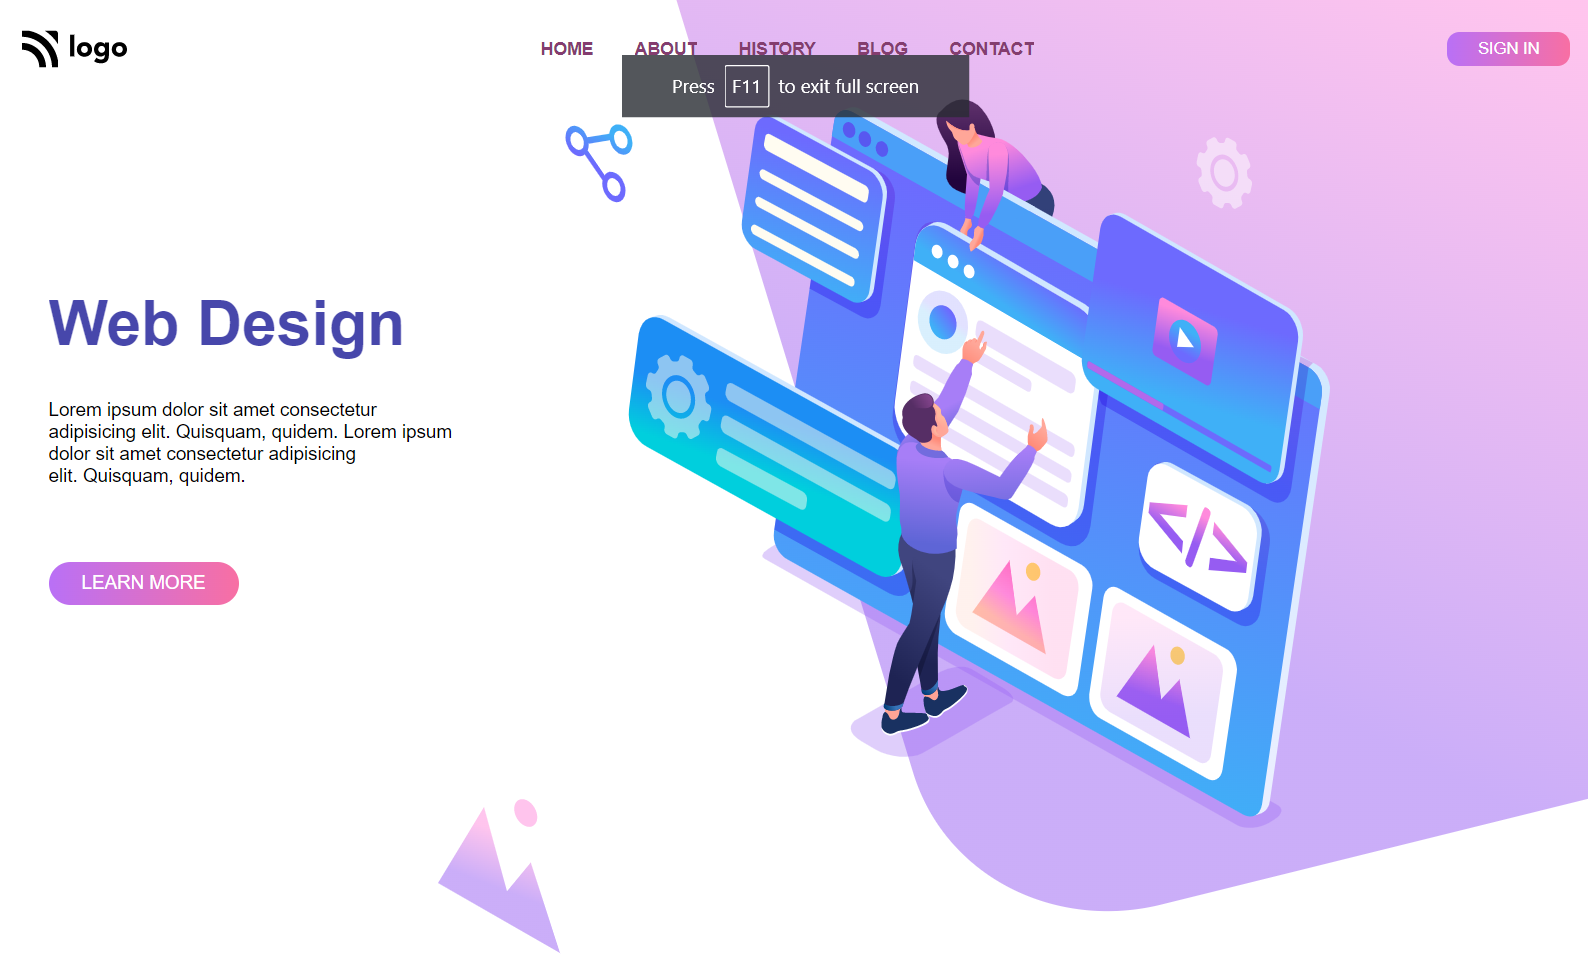 logo
HOME ABOUT HISTORY BLOG CONTACT
SIGN IN
Press F11 to exit full screen
Web Design
Lorem ipsum dolor sit amet consectetur
adipisicing elit. Quisquam, quidem. Lorem ipsum
dolor sit amet consectetur adipisicing
elit. Quisquam, quidem.
LEARN MORE